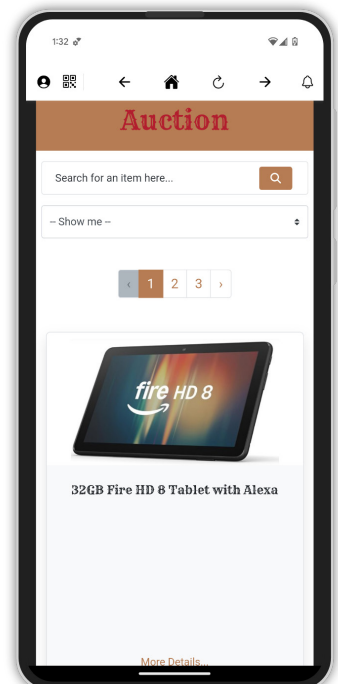 1:32
Auction
Search for an item here...
-- Show me --
‹ 1 2 3 ›
fire HD 8
32GB Fire HD 8 Tablet with Alexa
More Details...